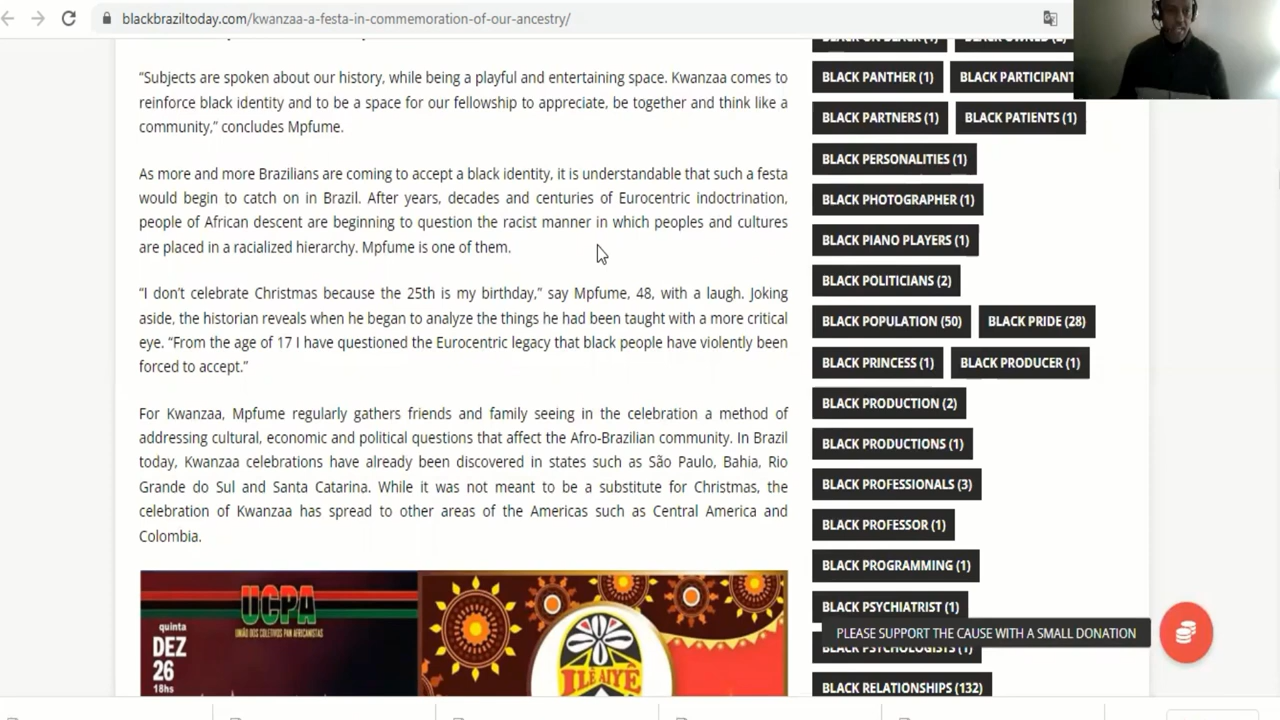 blackbraziltoday.com/kwanzaa-a-festa-in-commemoration-of-our-ancestry/
“Subjects are spoken about our history, while being a playful and entertaining space. Kwanzaa comes to
reinforce black identity and to be a space for our fellowship to appreciate, be together and think like a
community,” concludes Mpfume.
As more and more Brazilians are coming to accept a black identity, it is understandable that such a festa
would begin to catch on in Brazil. After years, decades and centuries of Eurocentric indoctrination,
people of African descent are beginning to question the racist manner in which peoples and cultures
are placed in a racialized hierarchy. Mpfume is one of them.
“I don’t celebrate Christmas because the 25th is my birthday,” say Mpfume, 48, with a laugh. Joking
aside, the historian reveals when he began to analyze the things he had been taught with a more critical
eye. “From the age of 17 I have questioned the Eurocentric legacy that black people have violently been
forced to accept.”
For Kwanzaa, Mpfume regularly gathers friends and family seeing in the celebration a method of
addressing cultural, economic and political questions that affect the Afro-Brazilian community. In Brazil
today, Kwanzaa celebrations have already been discovered in states such as São Paulo, Bahia, Rio
Grande do Sul and Santa Catarina. While it was not meant to be a substitute for Christmas, the
celebration of Kwanzaa has spread to other areas of the Americas such as Central America and
Colombia.
UCPA
UNIÃO DOS COLETIVOS PAN AFRICANISTAS
quinta
DEZ
26
18hs
ILÊ AIYÊ
BLACK PANTHER (1)
BLACK PARTICIPANT
BLACK PARTNERS (1)
BLACK PATIENTS (1)
BLACK PERSONALITIES (1)
BLACK PHOTOGRAPHER (1)
BLACK PIANO PLAYERS (1)
BLACK POLITICIANS (2)
BLACK POPULATION (50)
BLACK PRIDE (28)
BLACK PRINCESS (1)
BLACK PRODUCER (1)
BLACK PRODUCTION (2)
BLACK PRODUCTIONS (1)
BLACK PROFESSIONALS (3)
BLACK PROFESSOR (1)
BLACK PROGRAMMING (1)
BLACK PSYCHIATRIST (1)
PLEASE SUPPORT THE CAUSE WITH A SMALL DONATION
BLACK PSYCHOLOGISTS (1)
BLACK RELATIONSHIPS (132)